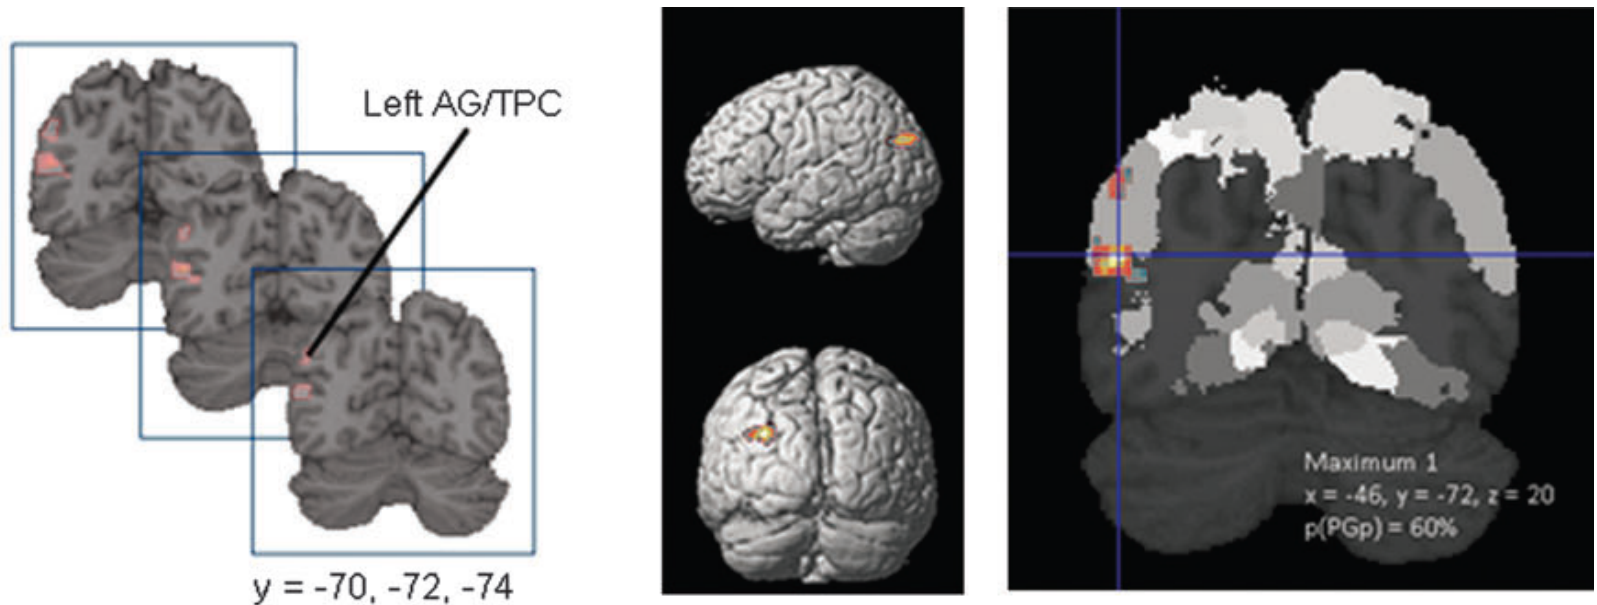 Left AG/TPC
y = -70, -72, -74
Maximum 1
x = -46, y = -72, z = 20
p(PGp) = 60%